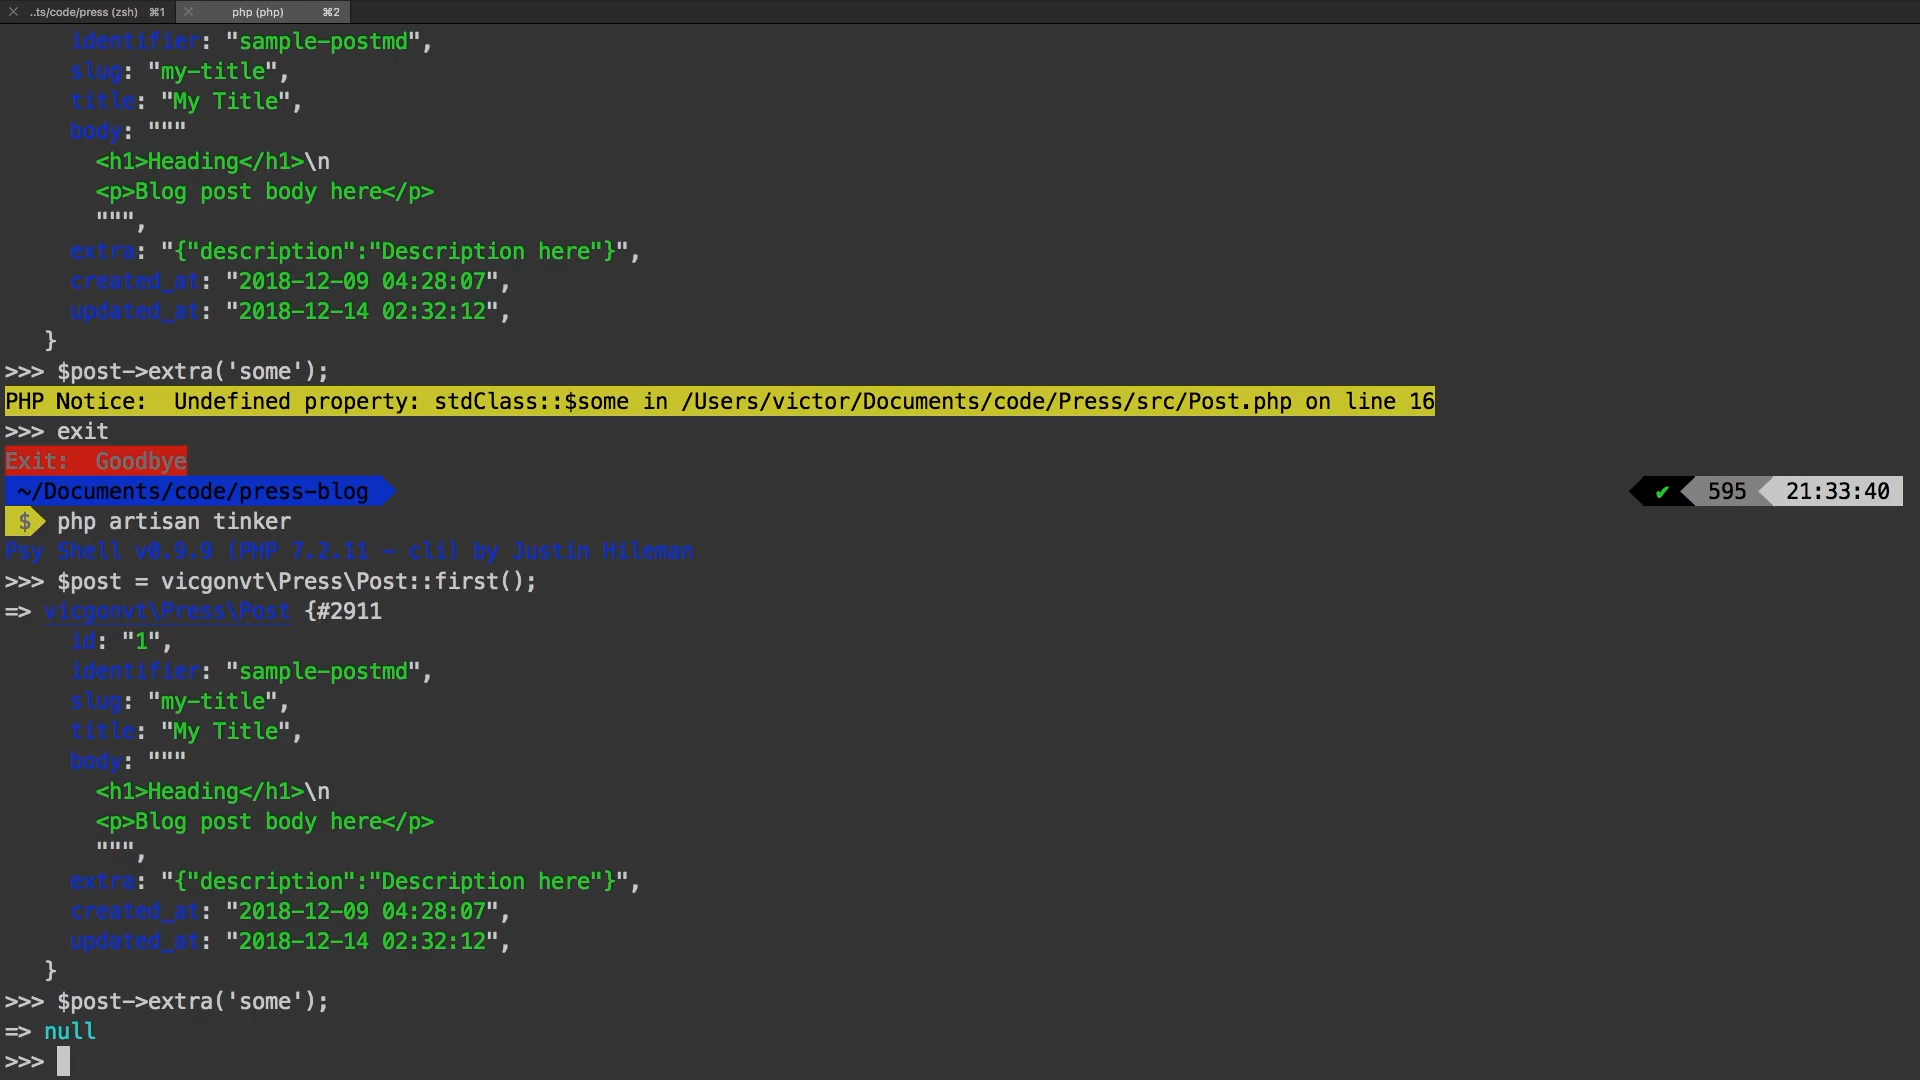 ..ts/code/press (zsh) ⌘1 php (php) ⌘2
identifier: "sample-postmd",
slug: "my-title",
title: "My Title",
body: """
<h1>Heading</h1>\n
<p>Blog post body here</p>
""",
extra: "{"description":"Description here"}",
created_at: "2018-12-09 04:28:07",
updated_at: "2018-12-14 02:32:12",
}
>>> $post->extra('some');
PHP Notice:  Undefined property: stdClass::$some in /Users/victor/Documents/code/Press/src/Post.php on line 16
>>> exit
Exit:  Goodbye
~/Documents/code/press-blog ✔ 595 21:33:40
$ php artisan tinker
Psy Shell v0.9.9 (PHP 7.2.11 - cli) by Justin Hileman
>>> $post = vicgonvt\Press\Post::first();
=> vicgonvt\Press\Post {#2911
id: "1",
identifier: "sample-postmd",
slug: "my-title",
title: "My Title",
body: """
<h1>Heading</h1>\n
<p>Blog post body here</p>
""",
extra: "{"description":"Description here"}",
created_at: "2018-12-09 04:28:07",
updated_at: "2018-12-14 02:32:12",
}
>>> $post->extra('some');
=> null
>>>